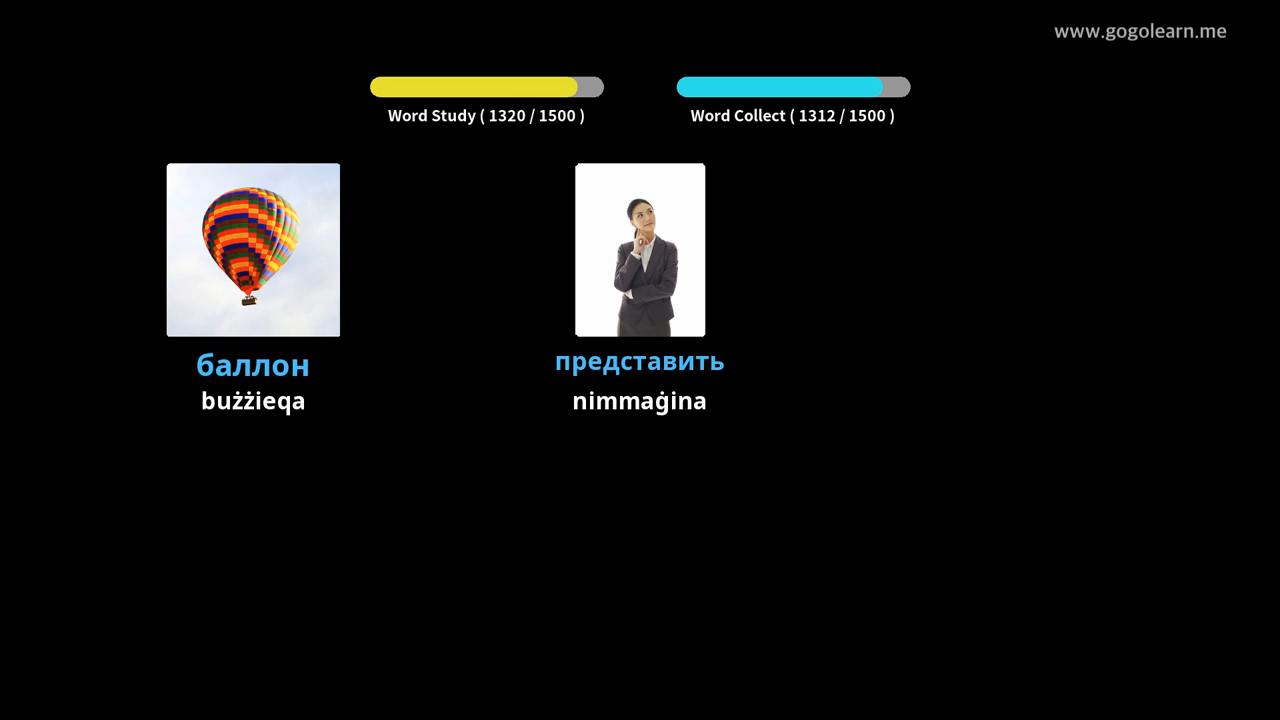 www.gogolearn.me
Word Study ( 1320 / 1500 )
Word Collect ( 1312 / 1500 )
баллон
bużżieqa
представить
nimmaġina